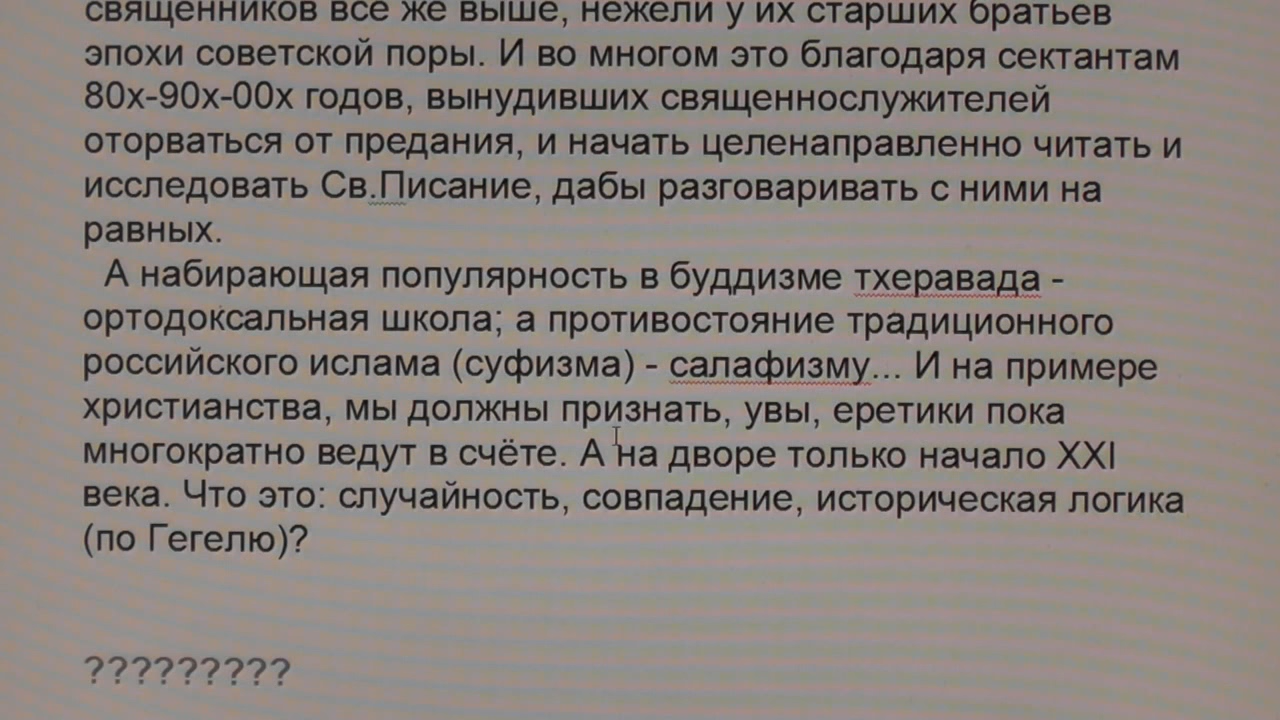 священников все же выше, нежели у их старших братьев
эпохи советской поры. И во многом это благодаря сектантам
80х-90х-00х годов, вынудивших священнослужителей
оторваться от предания, и начать целенаправленно читать и
исследовать Св.Писание, дабы разговаривать с ними на
равных.
А набирающая популярность в буддизме тхеравада -
ортодоксальная школа; а противостояние традиционного
российского ислама (суфизма) - салафизму... И на примере
христианства, мы должны признать, увы, еретики пока
многократно ведут в счёте. А на дворе только начало XXI
века. Что это: случайность, совпадение, историческая логика
(по Гегелю)?
?????????